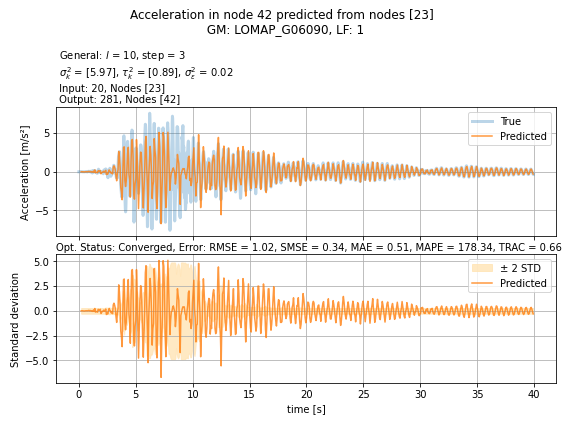 Acceleration in node 42 predicted from nodes [23]
GM: LOMAP_G06090, LF: 1
General: l = 10, step = 3
σ²ₖ = [5.97], τ²ₖ = [0.89], σ²ε = 0.02
Input: 20, Nodes [23]
Output: 281, Nodes [42]
True
Predicted
Acceleration [m/s²]
5
0
−5
Opt. Status: Converged, Error: RMSE = 1.02, SMSE = 0.34, MAE = 0.51, MAPE = 178.34, TRAC = 0.66
± 2 STD
Predicted
Standard deviation
5.0
2.5
0.0
−2.5
−5.0
0 5 10 15 20 25 30 35 40
time [s]